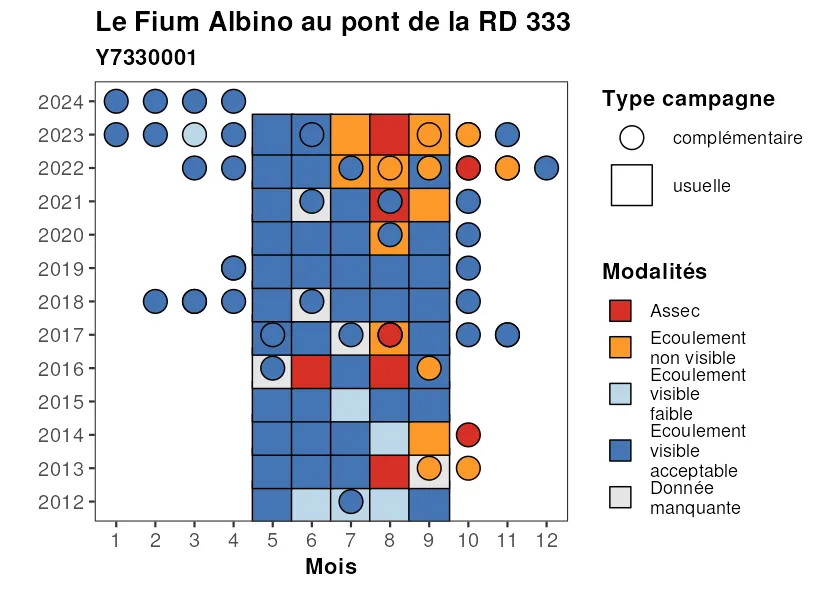 Le Fium Albino au pont de la RD 333
Y7330001
2024
2023
2022
2021
2020
2019
2018
2017
2016
2015
2014
2013
2012
1 2 3 4 5 6 7 8 9 10 11 12
Mois
Type campagne
complémentaire
usuelle
Modalités
Assec
Ecoulement
non visible
Ecoulement
visible
faible
Ecoulement
visible
acceptable
Donnée
manquante